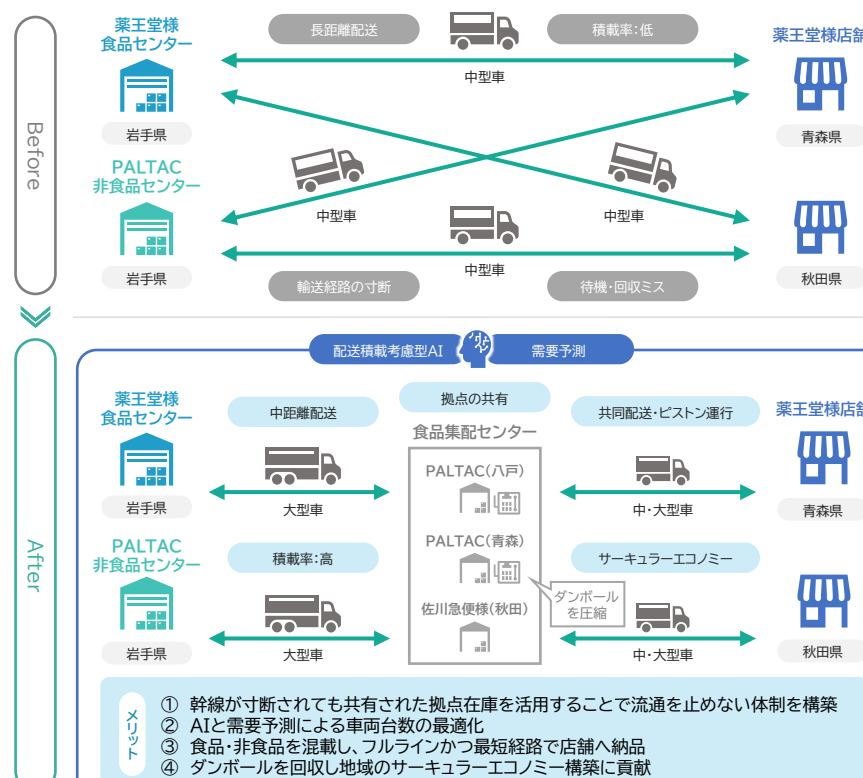 Before
薬王堂様
食品センター
長距離配送
積載率:低
薬王堂様店舗
中型車
岩手県
青森県
PALTAC
非食品センター
中型車
中型車
岩手県
中型車
秋田県
輸送経路の寸断
待機・回収ミス
After
配送積載考慮型AI
需要予測
薬王堂様
食品センター
中距離配送
拠点の共有
共同配送・ピストン運行
薬王堂様店舗
食品集配センター
PALTAC(八戸)
岩手県
大型車
中・大型車
青森県
PALTAC
非食品センター
積載率:高
PALTAC(青森)
サーキュラーエコノミー
ダンボール
を圧縮
佐川急便様(秋田)
岩手県
大型車
中・大型車
秋田県
メリット
① 幹線が寸断されても共有された拠点在庫を活用することで流通を止めない体制を構築
② AIと需要予測による車両台数の最適化
③ 食品・非食品を混載し、フルラインかつ最短経路で店舗へ納品
④ ダンボールを回収し地域のサーキュラーエコノミー構築に貢献